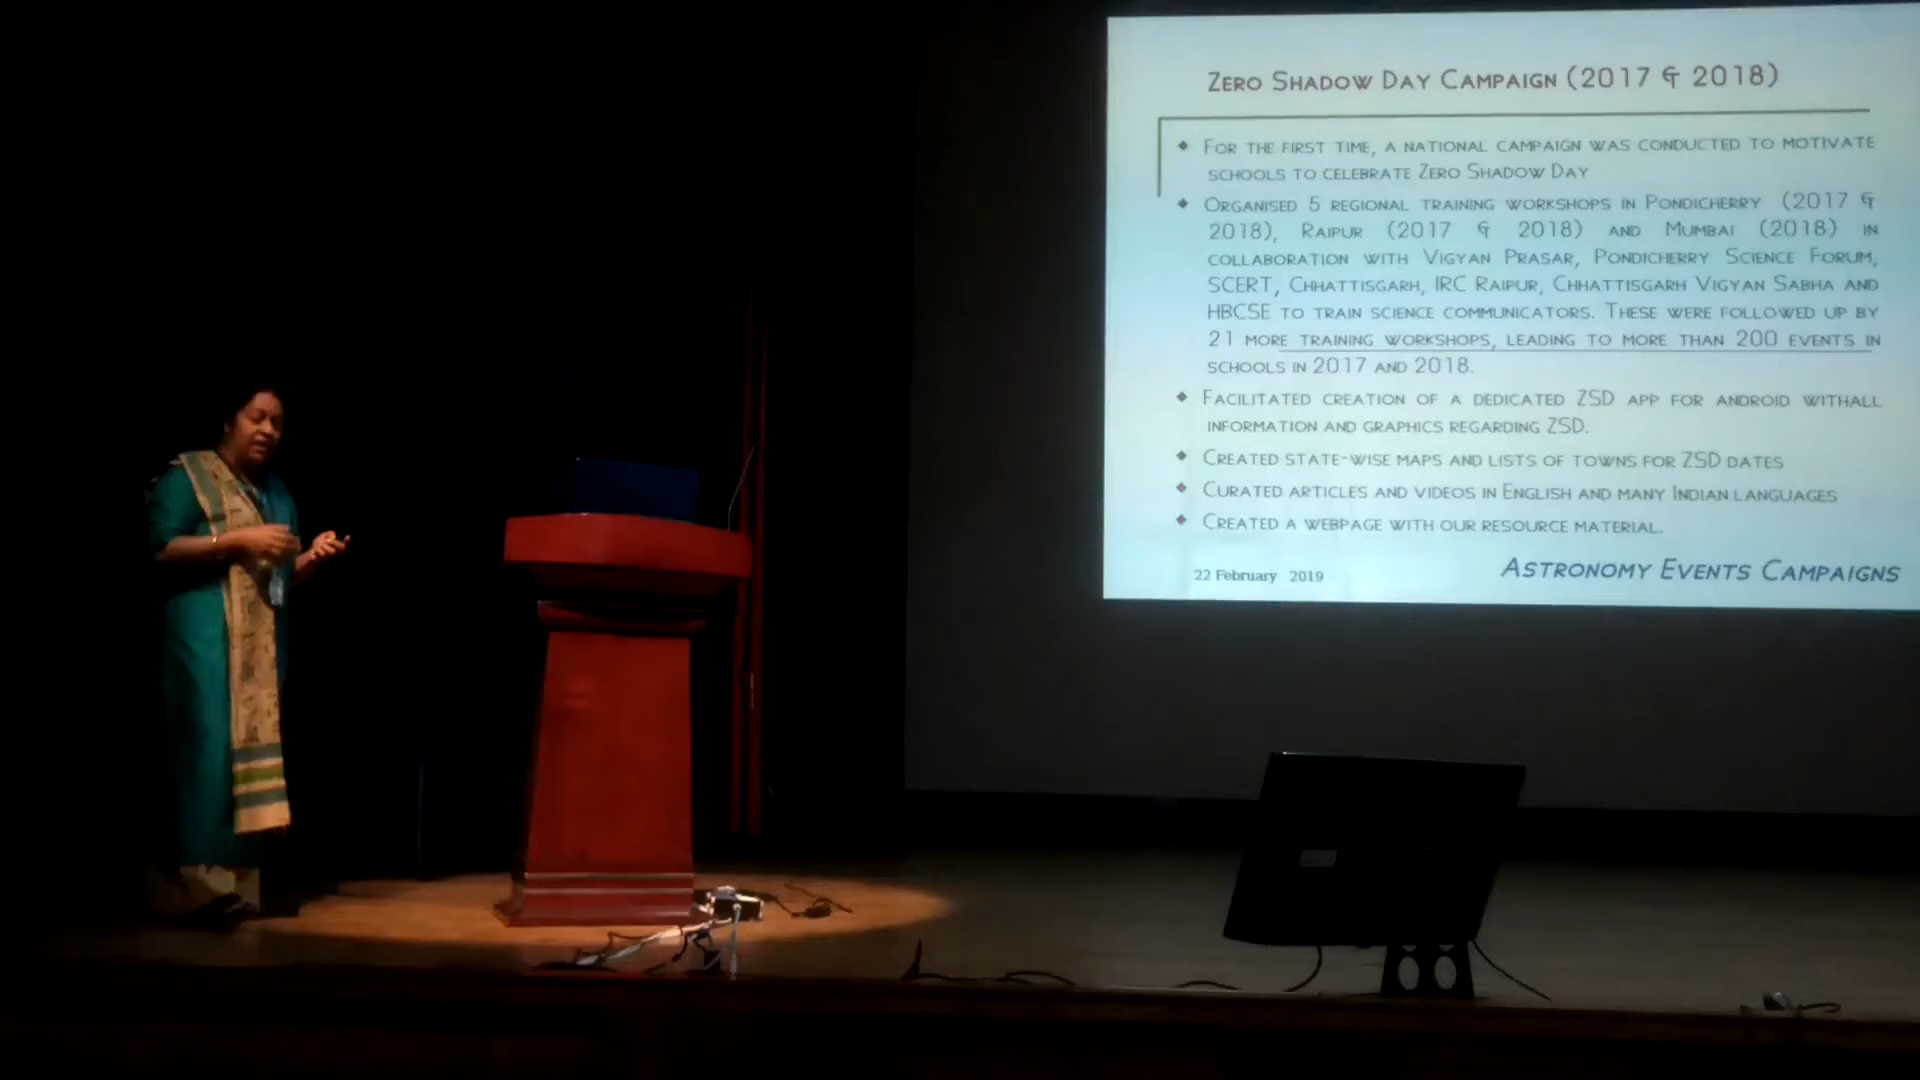 ZERO SHADOW DAY CAMPAIGN (2017 & 2018)
FOR THE FIRST TIME, A NATIONAL CAMPAIGN WAS CONDUCTED TO MOTIVATE
SCHOOLS TO CELEBRATE ZERO SHADOW DAY
ORGANISED 5 REGIONAL TRAINING WORKSHOPS IN PONDICHERRY (2017 &
2018), RAIPUR (2017 & 2018) AND MUMBAI (2018) IN
COLLABORATION WITH VIGYAN PRASAR, PONDICHERRY SCIENCE FORUM,
SCERT, CHHATTISGARH, IRC RAIPUR, CHHATTISGARH VIGYAN SABHA AND
HBCSE TO TRAIN SCIENCE COMMUNICATORS. THESE WERE FOLLOWED UP BY
21 MORE TRAINING WORKSHOPS, LEADING TO MORE THAN 200 EVENTS IN
SCHOOLS IN 2017 AND 2018.
FACILITATED CREATION OF A DEDICATED ZSD APP FOR ANDROID WITHALL
INFORMATION AND GRAPHICS REGARDING ZSD.
CREATED STATE-WISE MAPS AND LISTS OF TOWNS FOR ZSD DATES
CURATED ARTICLES AND VIDEOS IN ENGLISH AND MANY INDIAN LANGUAGES
CREATED A WEBPAGE WITH OUR RESOURCE MATERIAL.
22 February 2019
ASTRONOMY EVENTS CAMPAIGNS